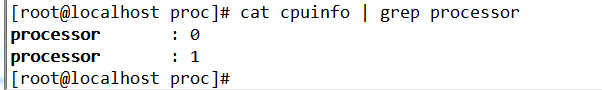 [root@localhost proc]# cat cpuinfo | grep processor
processor       : 0
processor       : 1
[root@localhost proc]#